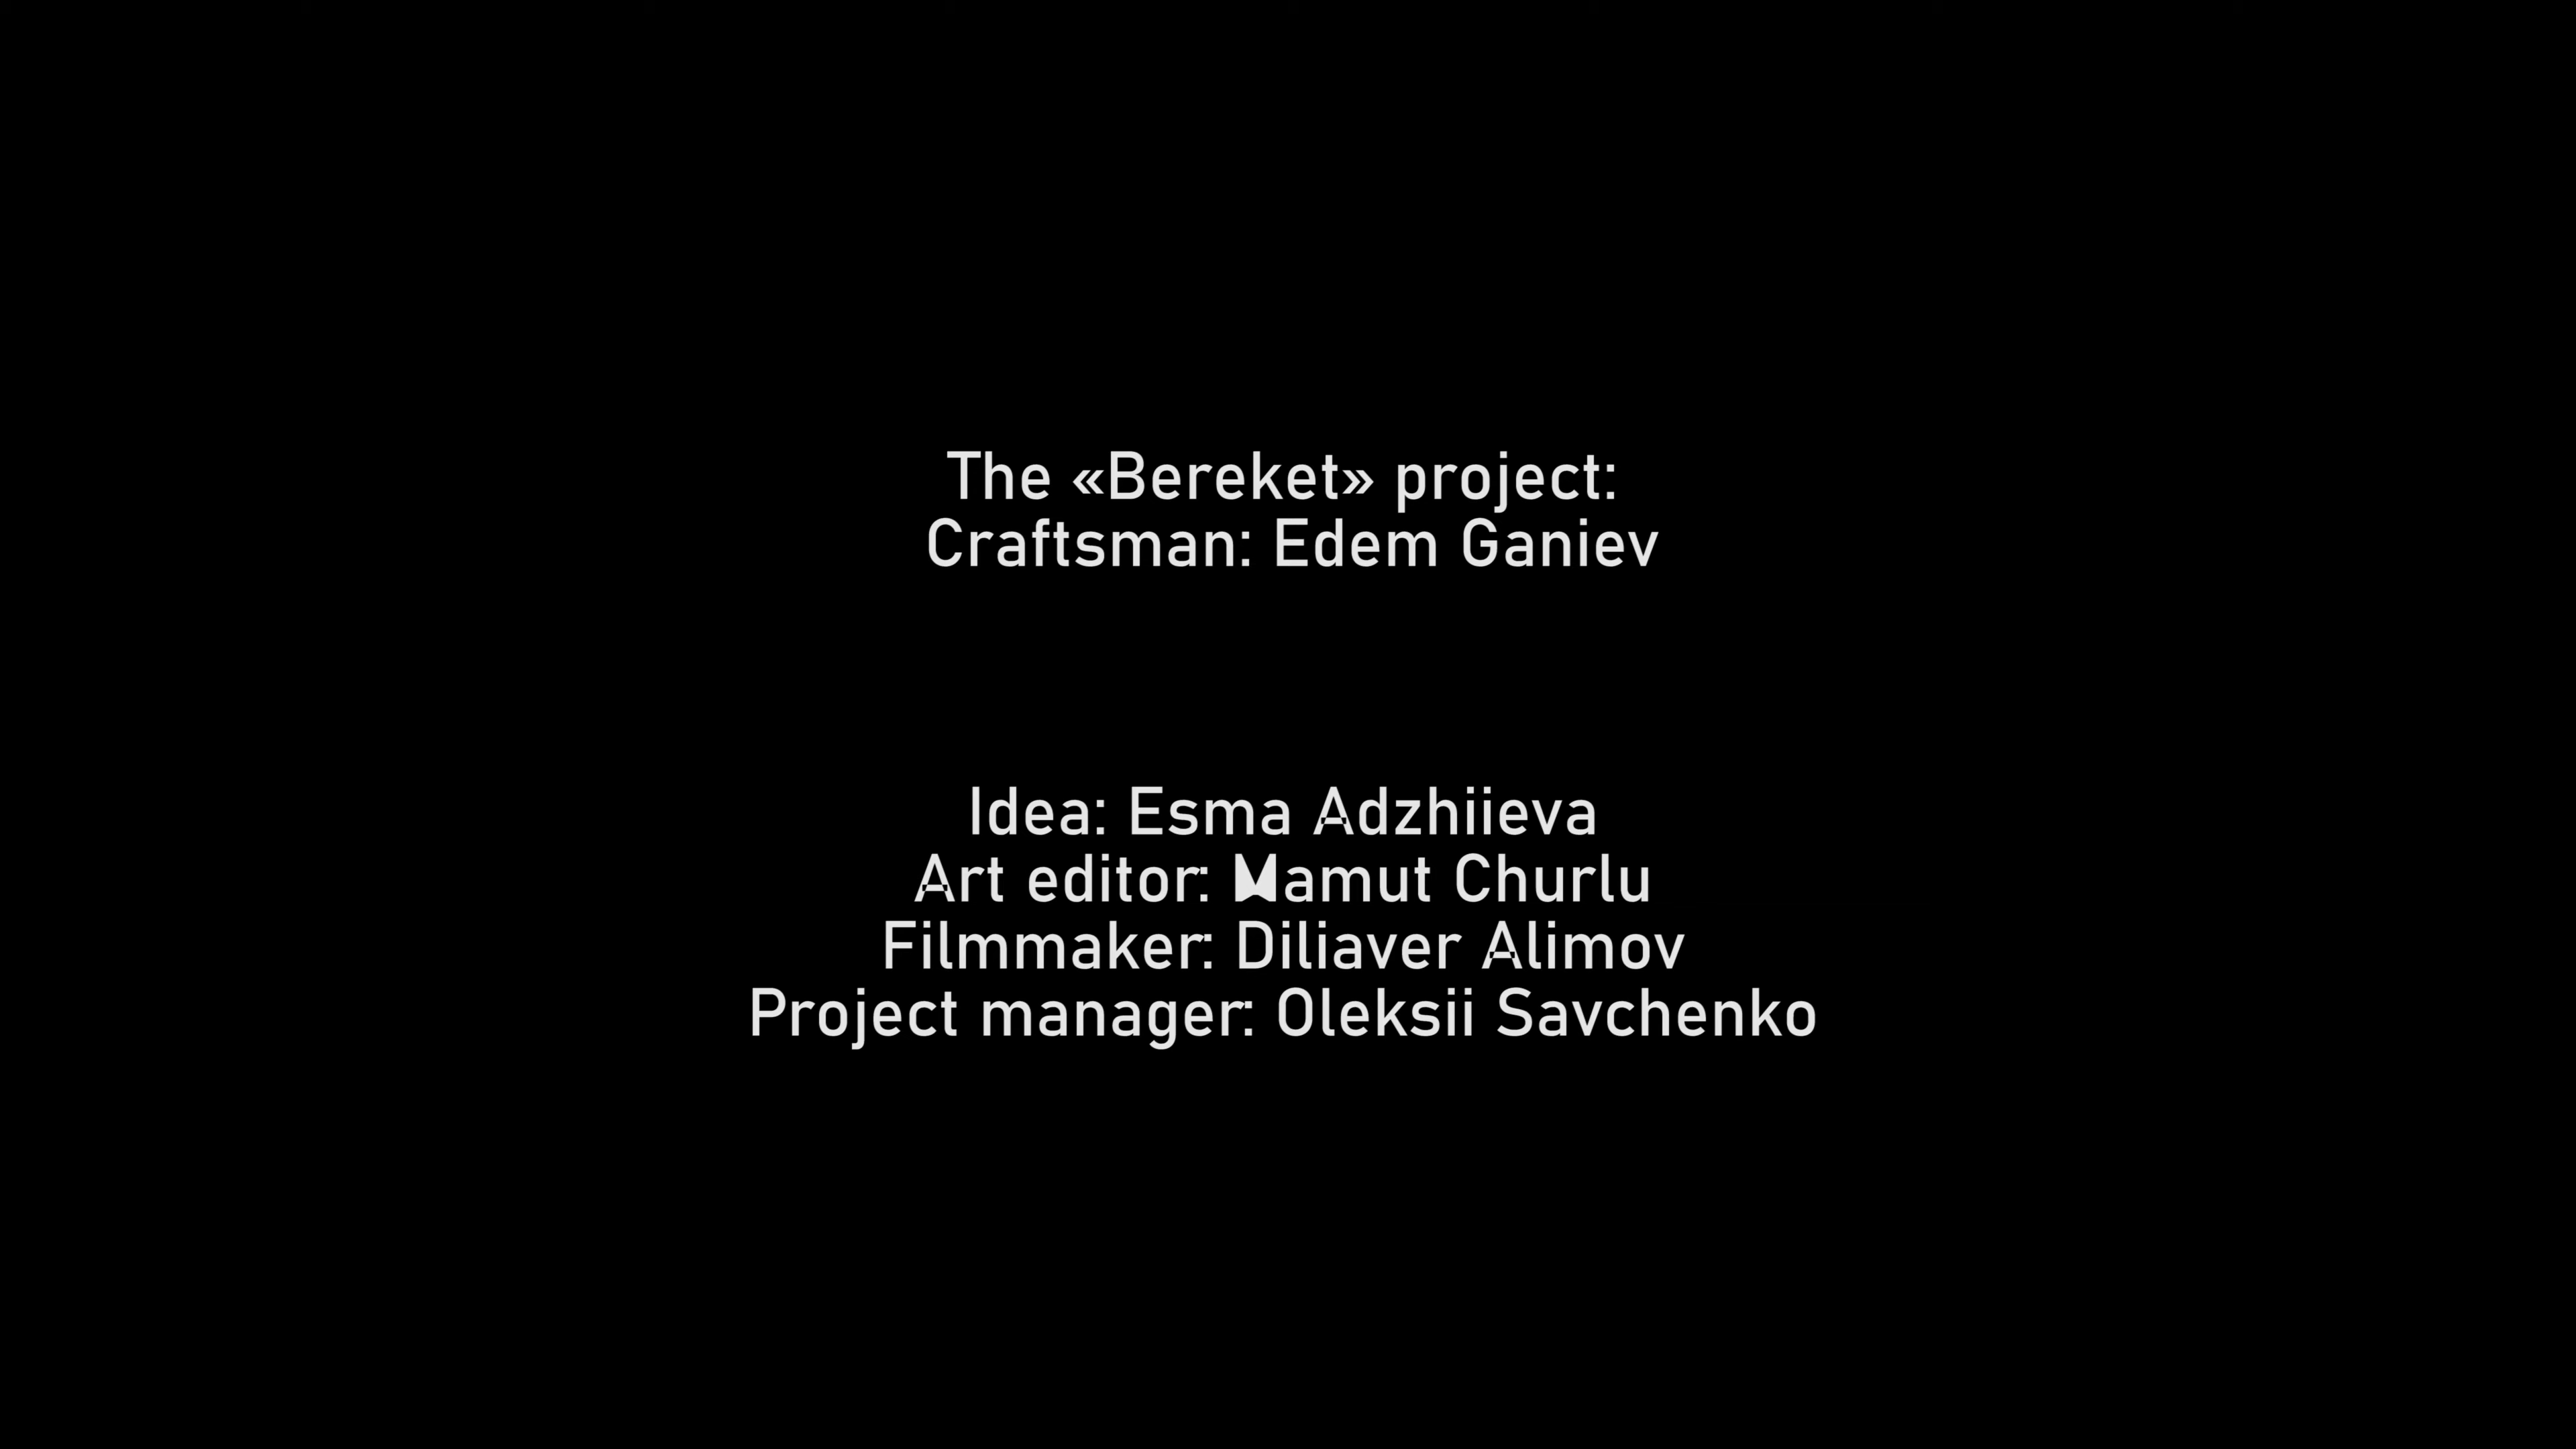 The «Bereket» project:
Craftsman: Edem Ganiev
Idea: Esma Adzhiieva
Art editor: Mamut Churlu
Filmmaker: Diliaver Alimov
Project manager: Oleksii Savchenko